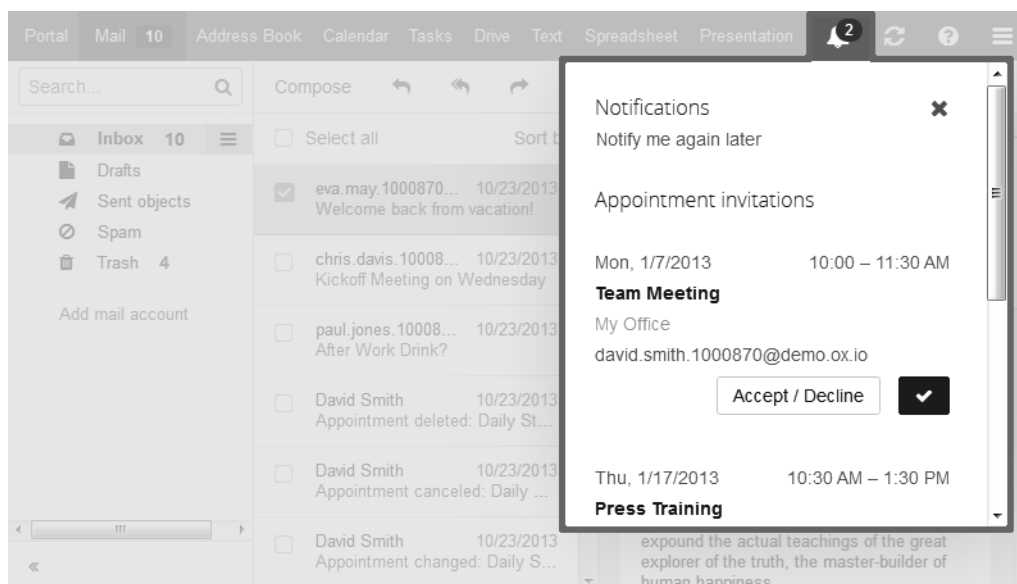 Portal Mail 10 Address Book Calendar Tasks Drive Text Spreadsheet Presentation 2
Search...
Inbox 10
Drafts
Sent objects
Spam
Trash 4
Add mail account
Compose
Select all Sort b
eva.may.1000870... 10/23/2013
Welcome back from vacation!
chris.davis.10008... 10/23/2013
Kickoff Meeting on Wednesday
paul.jones.10008... 10/23/2013
After Work Drink?
David Smith 10/23/2013
Appointment deleted: Daily St...
David Smith 10/23/2013
Appointment canceled: Daily ...
David Smith 10/23/2013
Appointment changed: Daily S...
Notifications
Notify me again later
Appointment invitations
Mon, 1/7/2013 10:00 – 11:30 AM
Team Meeting
My Office
david.smith.1000870@demo.ox.io
Accept / Decline
Thu, 1/17/2013 10:30 AM – 1:30 PM
Press Training
expound the actual teachings of the great
explorer of the truth, the master-builder of
human happiness